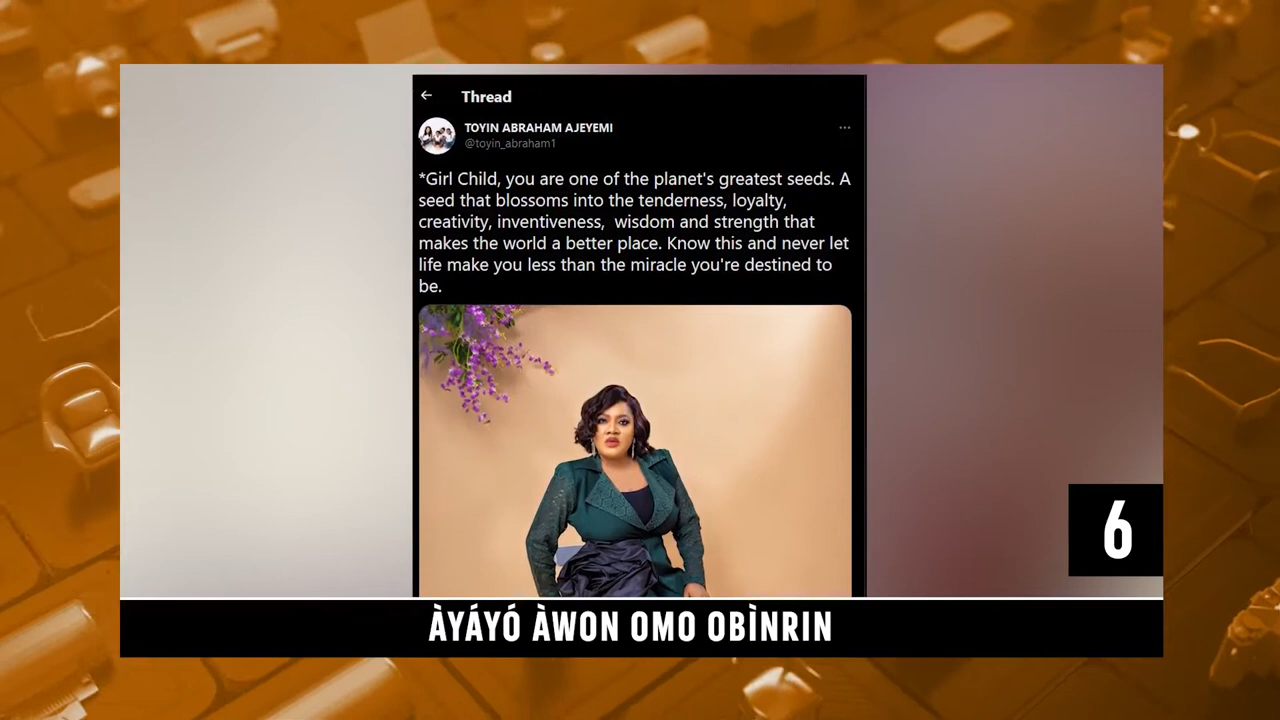 Thread
TOYIN ABRAHAM AJEYEMI
@toyin_abraham1
*Girl Child, you are one of the planet's greatest seeds. A
seed that blossoms into the tenderness, loyalty,
creativity, inventiveness,  wisdom and strength that
makes the world a better place. Know this and never let
life make you less than the miracle you're destined to
be.
6
ÀYÁYÓ ÀWON OMO OBÌNRIN